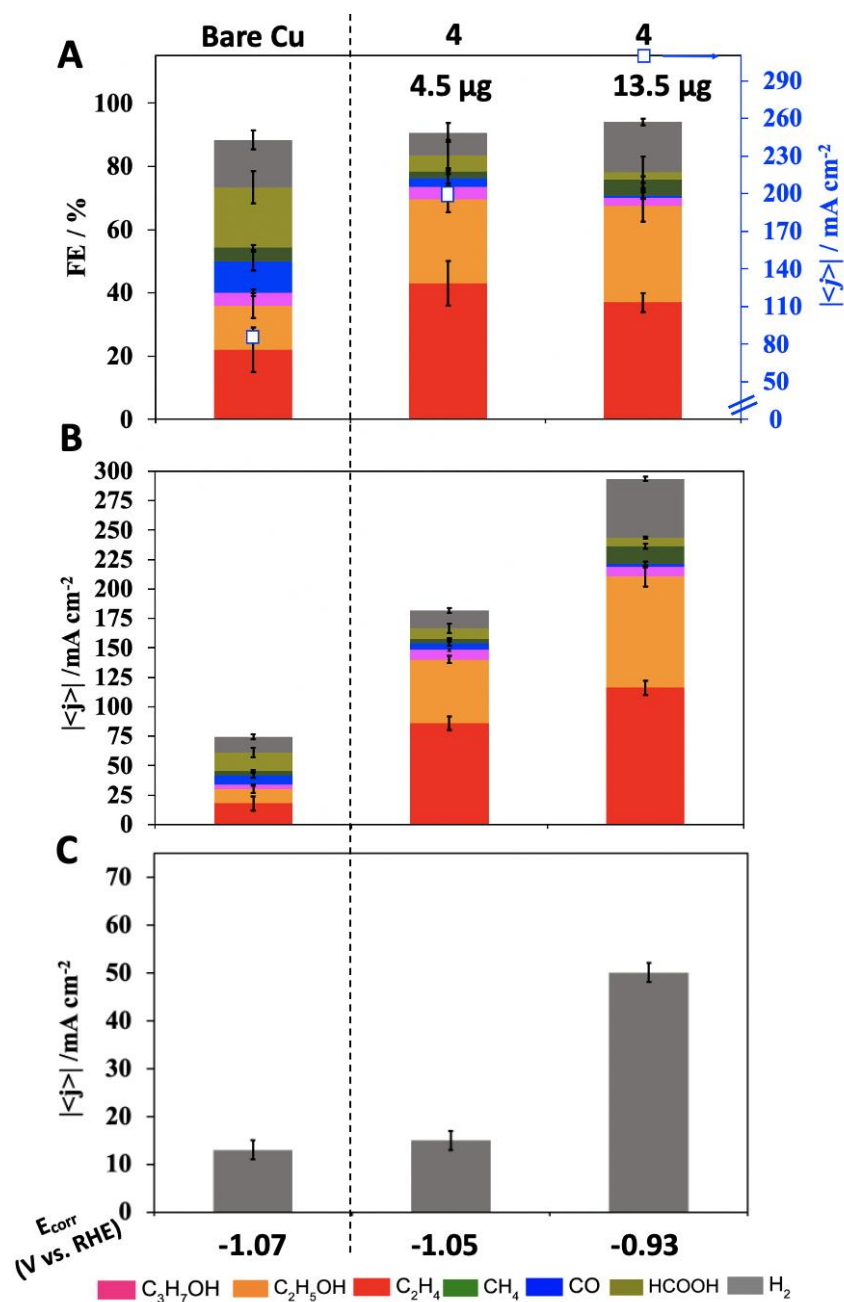 Bare Cu 4 4
A
4.5 µg 13.5 µg
FE / %
100
80
60
40
20
0
290
260
230
200
170
140
110
80
50
0
|<j>| / mA cm⁻²
B
|<j>| /mA cm⁻²
300
275
250
225
200
175
150
125
100
75
50
25
0
C
|<j>| /mA cm⁻²
70
60
50
40
30
20
10
0
E_corr
(V vs. RHE)
-1.07 -1.05 -0.93
C₃H₇OH C₂H₅OH C₂H₄ CH₄ CO HCOOH H₂